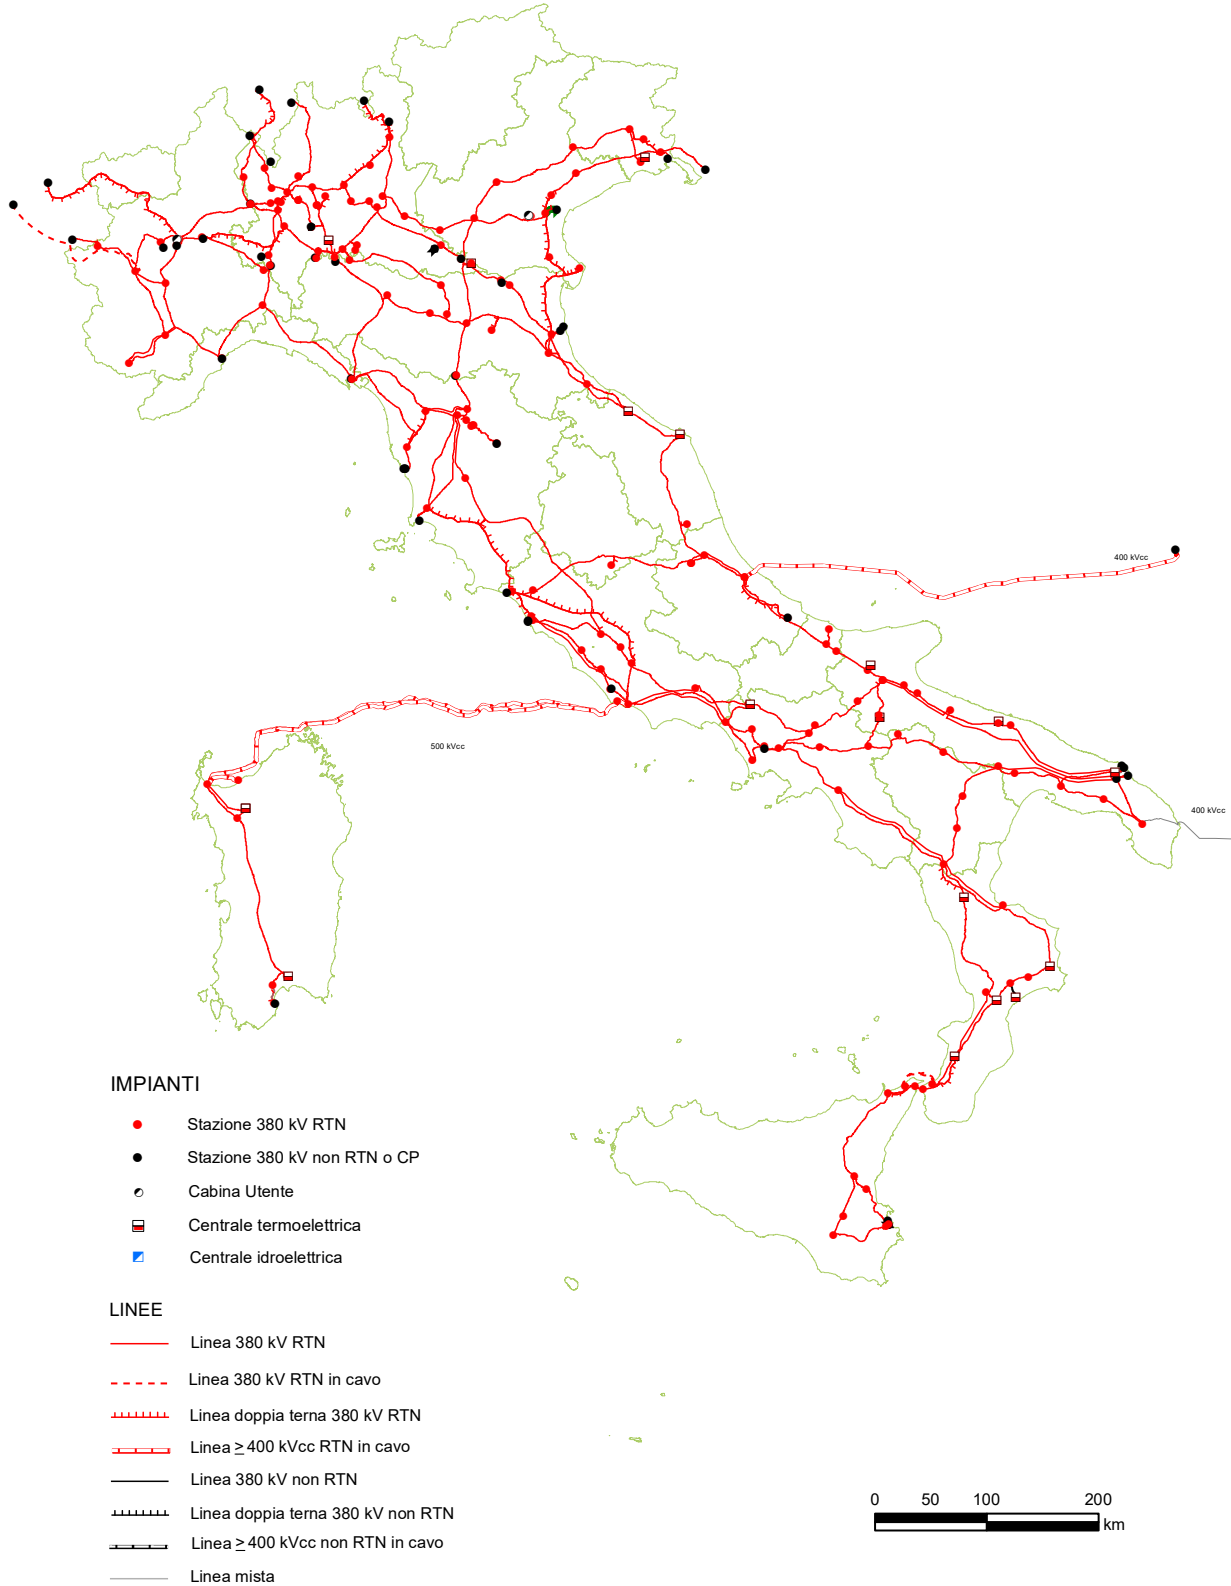 400 kVcc
500 kVcc
400 kVcc
IMPIANTI
Stazione 380 kV RTN
Stazione 380 kV non RTN o CP
Cabina Utente
Centrale termoelettrica
Centrale idroelettrica
LINEE
Linea 380 kV RTN
Linea 380 kV RTN in cavo
Linea doppia terna 380 kV RTN
Linea ≥ 400 kVcc RTN in cavo
Linea 380 kV non RTN
Linea doppia terna 380 kV non RTN
Linea ≥ 400 kVcc non RTN in cavo
Linea mista
0 50 100 200
km